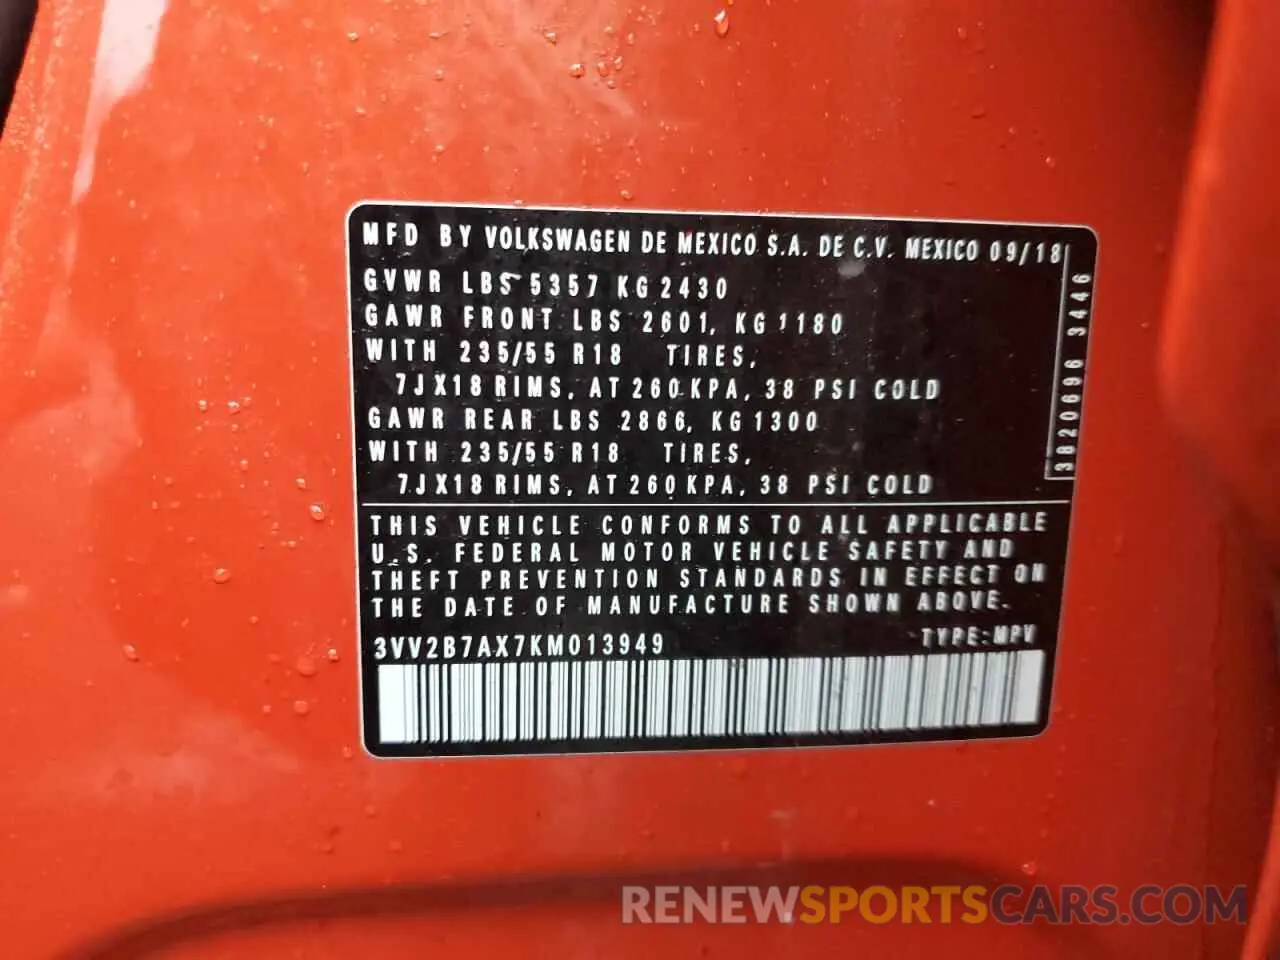 MFD BY VOLKSWAGEN DE MEXICO S.A. DE C.V. MEXICO 09/18
GVWR LBS 5357 KG 2430
GAWR FRONT LBS 2601, KG 1180
WITH 235/55 R18 TIRES,
7JX18 RIMS, AT 260 KPA, 38 PSI COLD
GAWR REAR LBS 2866, KG 1300
WITH 235/55 R18 TIRES,
7JX18 RIMS, AT 260 KPA, 38 PSI COLD
3820696 3446
THIS VEHICLE CONFORMS TO ALL APPLICABLE
U.S. FEDERAL MOTOR VEHICLE SAFETY AND
THEFT PREVENTION STANDARDS IN EFFECT ON
THE DATE OF MANUFACTURE SHOWN ABOVE.
3VV2B7AX7KM013949 TYPE: MPV
RENEWSPORTSCARS.COM